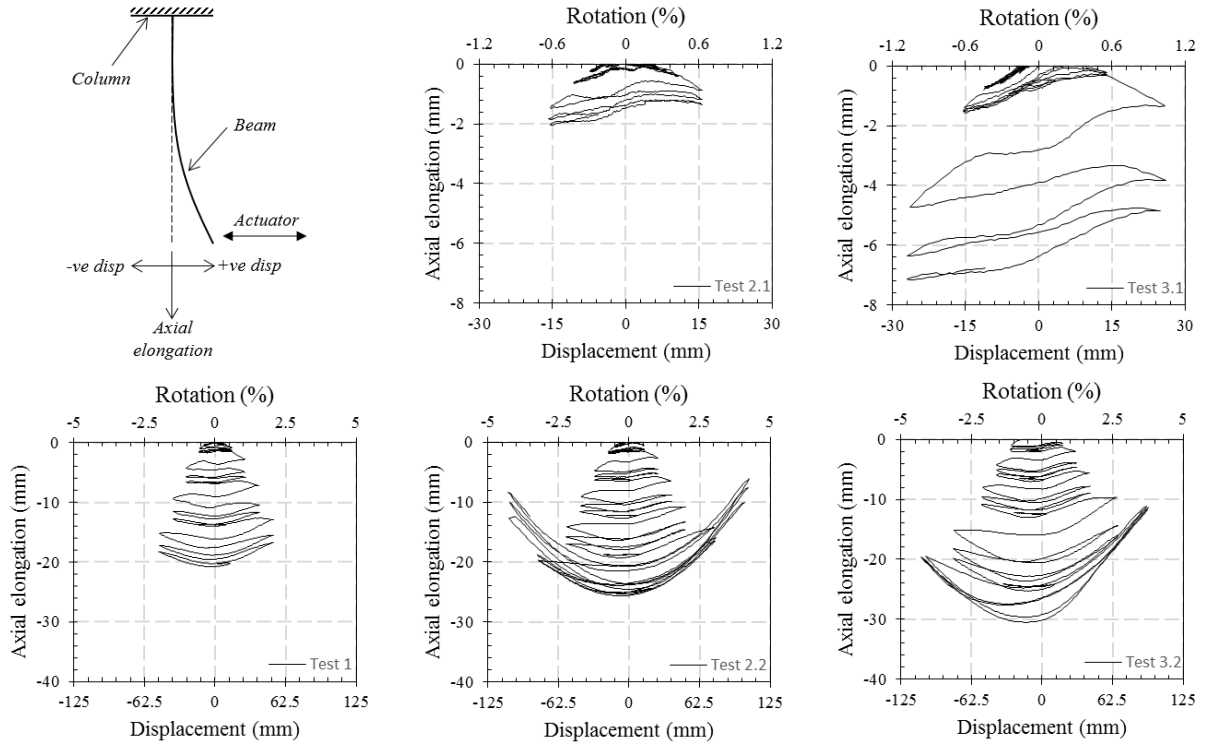 Column
Beam
Actuator
-ve disp
+ve disp
Axial
elongation
Rotation (%)
-1.2 -0.6 0 0.6 1.2
Axial elongation (mm)
0
-2
-4
-6
-8
Test 2.1
-30 -15 0 15 30
Displacement (mm)
Rotation (%)
-1.2 -0.6 0 0.6 1.2
Axial elongation (mm)
0
-2
-4
-6
-8
Test 3.1
-30 -15 0 15 30
Displacement (mm)
Rotation (%)
-5 -2.5 0 2.5 5
Axial elongation (mm)
0
-10
-20
-30
-40
Test 1
-125 -62.5 0 62.5 125
Displacement (mm)
Rotation (%)
-5 -2.5 0 2.5 5
Axial elongation (mm)
0
-10
-20
-30
-40
Test 2.2
-125 -62.5 0 62.5 125
Displacement (mm)
Rotation (%)
-5 -2.5 0 2.5 5
Axial elongation (mm)
0
-10
-20
-30
-40
Test 3.2
-125 -62.5 0 62.5 125
Displacement (mm)